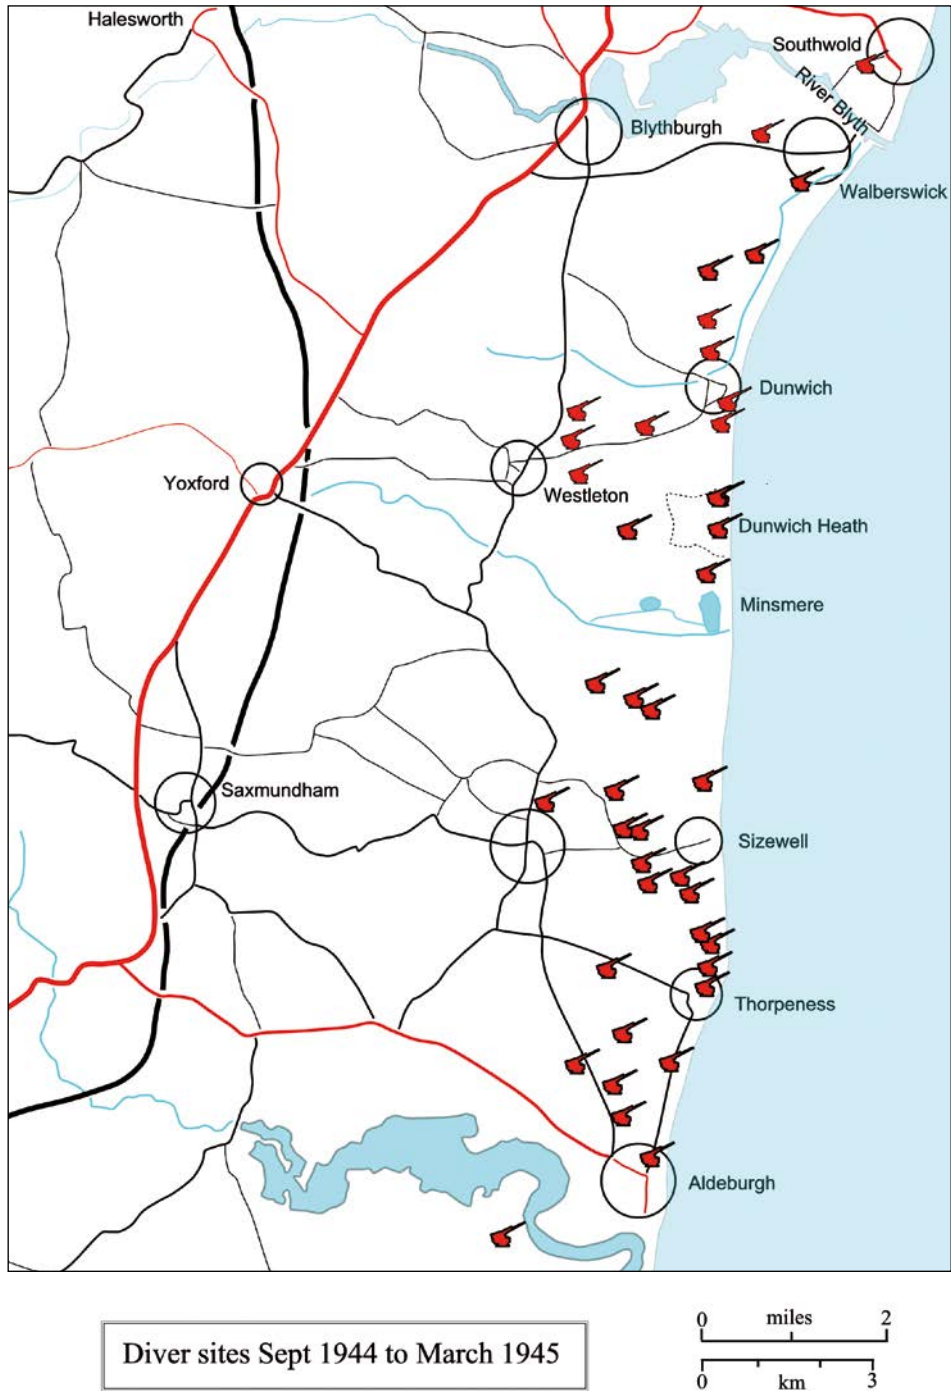 Halesworth
Southwold
River Blyth
Blythburgh
Walberswick
Dunwich
Yoxford
Westleton
Dunwich Heath
Minsmere
Saxmundham
Sizewell
Thorpeness
Aldeburgh
Diver sites Sept 1944 to March 1945
0 miles 2
0 km 3